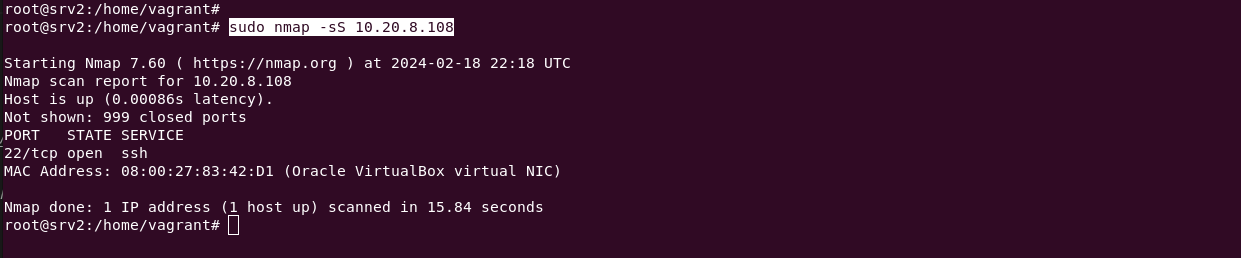 root@srv2:/home/vagrant#
root@srv2:/home/vagrant# sudo nmap -sS 10.20.8.108
Starting Nmap 7.60 ( https://nmap.org ) at 2024-02-18 22:18 UTC
Nmap scan report for 10.20.8.108
Host is up (0.00086s latency).
Not shown: 999 closed ports
PORT   STATE SERVICE
22/tcp open  ssh
MAC Address: 08:00:27:83:42:D1 (Oracle VirtualBox virtual NIC)
Nmap done: 1 IP address (1 host up) scanned in 15.84 seconds
root@srv2:/home/vagrant#